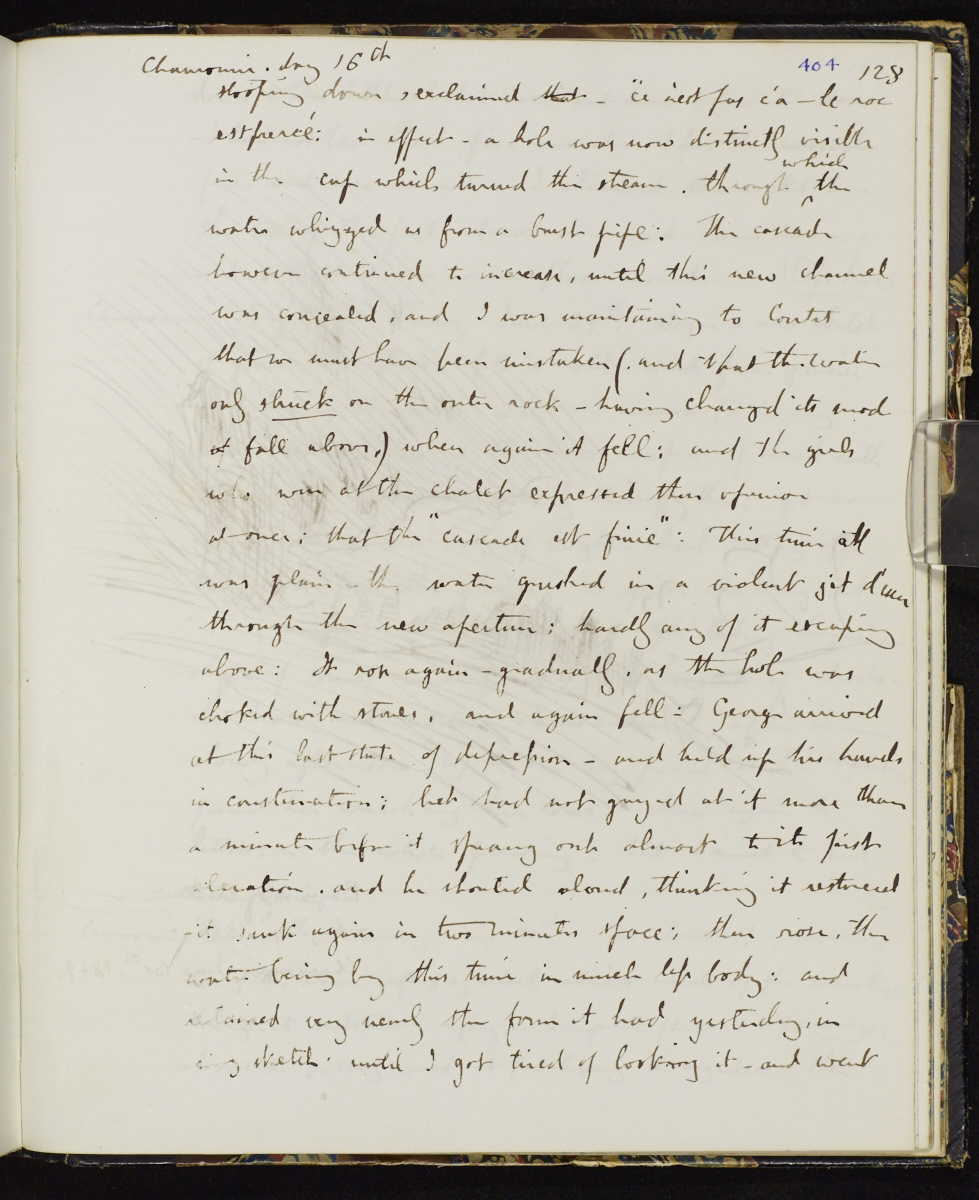 Chamouni. day 16th 404 128
stooping down & exclaimed that - "ce n'est pas ça - le roc
est percé: in effect - a hole was now distinctly visible
which
in the cup which turned the stream. through the
water whizzed as from a burst pipe: The cascade
however continued to increase, until this new channel
was concealed, and I was maintaining to Coutet
that we must have been mistaken (. and that the water
only struck on the outer rock - having changed its mode
of fall above,) when again it fell; and the girls
who were at the chalet expressed their opinion
at once; that the "cascade est finie": This time all
was plain - the water gushed in a violent jet d'eau
through the new aperture; hardly any of it escaping
above: It rose again - gradually, as the hole was
choked with stones, and again fell: George arrived
at this last state of depression - and held up his hands
in consternation; but had not gazed at it more than
a minute before it sprang out almost to its first
elevation. and he shouted aloud, thinking it restored
it sunk again in two minutes space; then rose, the
water being by this time in much less body: and
retained very nearly the form it had yesterday, in
my sketch. until I got tired of looking it - and went